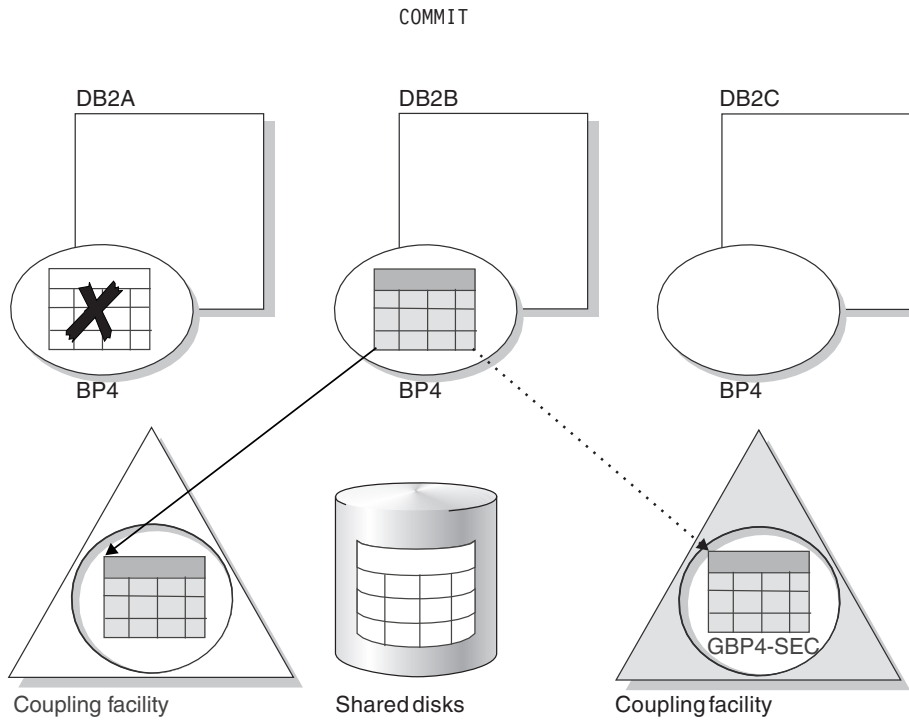 COMMIT
DB2A
DB2B
DB2C
BP4
BP4
BP4
GBP4-SEC
Coupling facility
Shared disks
Coupling facility